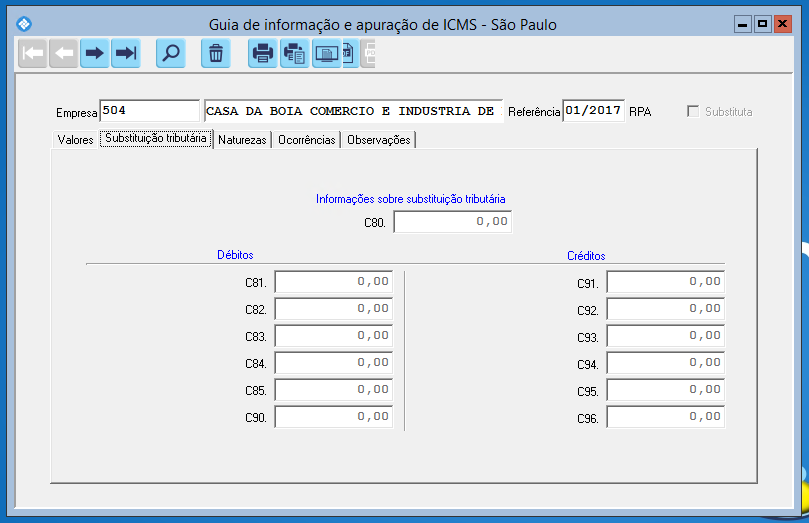 Guia de informação e apuração de ICMS - São Paulo
Empresa 504 CASA DA BOIA COMERCIO E INDUSTRIA DE Referência 01/2017 RPA Substituta
Valores Substituição tributária Naturezas Ocorrências Observações
Informações sobre substituição tributária
C80. 0,00
Débitos Créditos
C81. 0,00 C91. 0,00
C82. 0,00 C92. 0,00
C83. 0,00 C93. 0,00
C84. 0,00 C94. 0,00
C85. 0,00 C95. 0,00
C90. 0,00 C96. 0,00